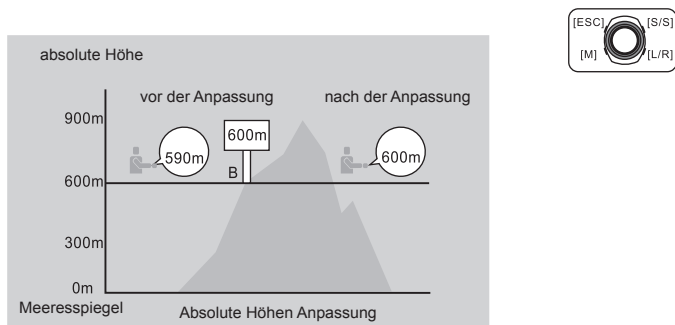 absolute Höhe
vor der Anpassung
nach der Anpassung
900m
600m
590m
B
600m
600m
300m
0m
Meeresspiegel
Absolute Höhen Anpassung
[ESC] [S/S]
[M] [L/R]